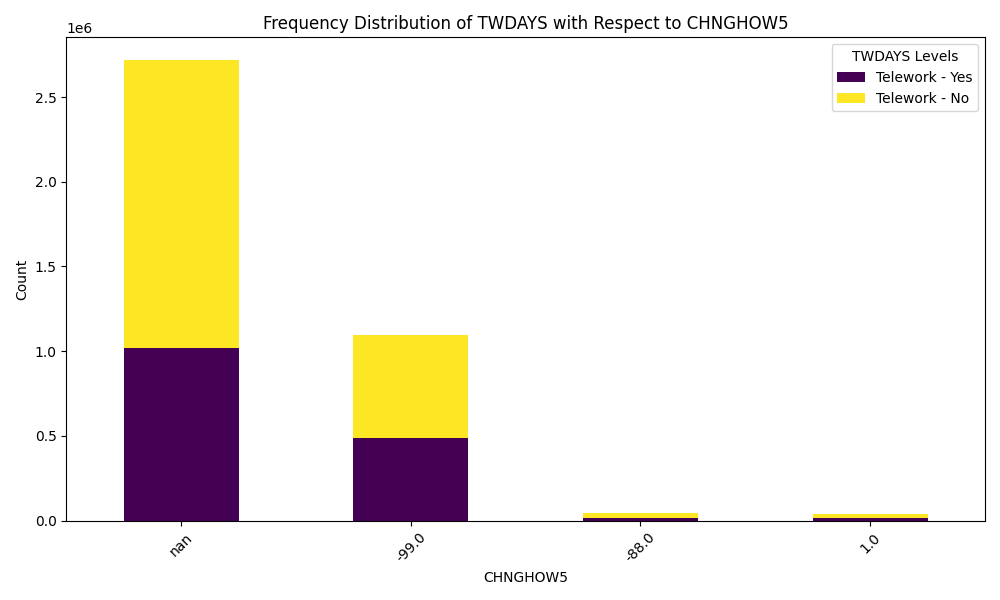 Frequency Distribution of TWDAYS with Respect to CHNGHOW5
1e6
TWDAYS Levels
Telework - Yes
Telework - No
2.5
2.0
1.5
1.0
0.5
0.0
Count
nan
-99.0
-88.0
1.0
CHNGHOW5